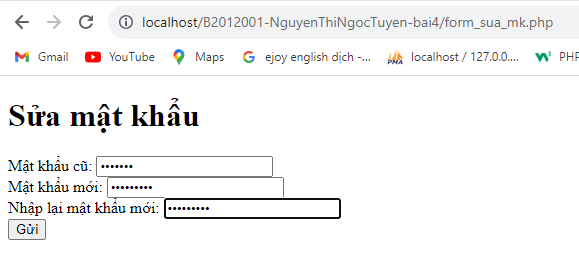 localhost/B2012001-NguyenThiNgocTuyen-bai4/form_sua_mk.php
Gmail YouTube Maps ejoy english dịch -... localhost / 127.0.0.... PHP
Sửa mật khẩu
Mật khẩu cũ: •••••••
Mật khẩu mới: •••••••••
Nhập lại mật khẩu mới: •••••••••
Gửi